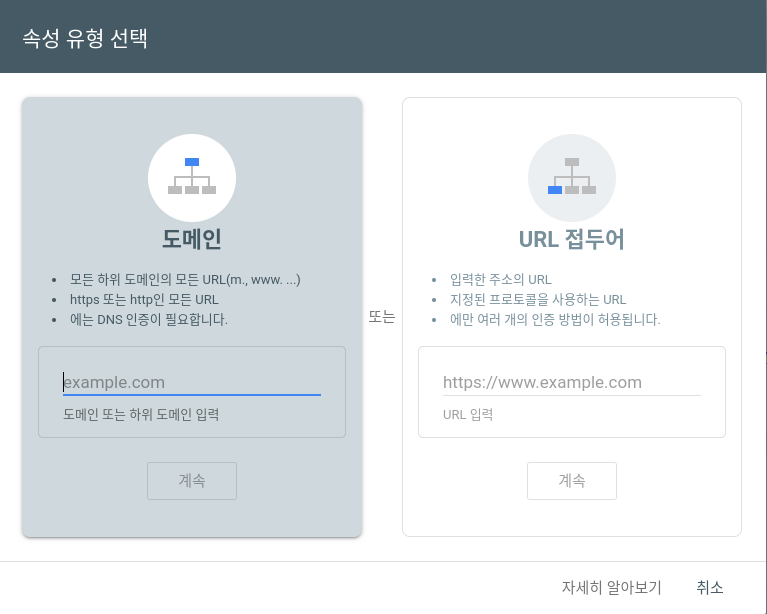 속성 유형 선택
도메인
모든 하위 도메인의 모든 URL(m., www. ...)
https 또는 http인 모든 URL
에는 DNS 인증이 필요합니다.
example.com
도메인 또는 하위 도메인 입력
계속
또는
URL 접두어
입력한 주소의 URL
지정된 프로토콜을 사용하는 URL
에만 여러 개의 인증 방법이 허용됩니다.
https://www.example.com
URL 입력
계속
자세히 알아보기
취소